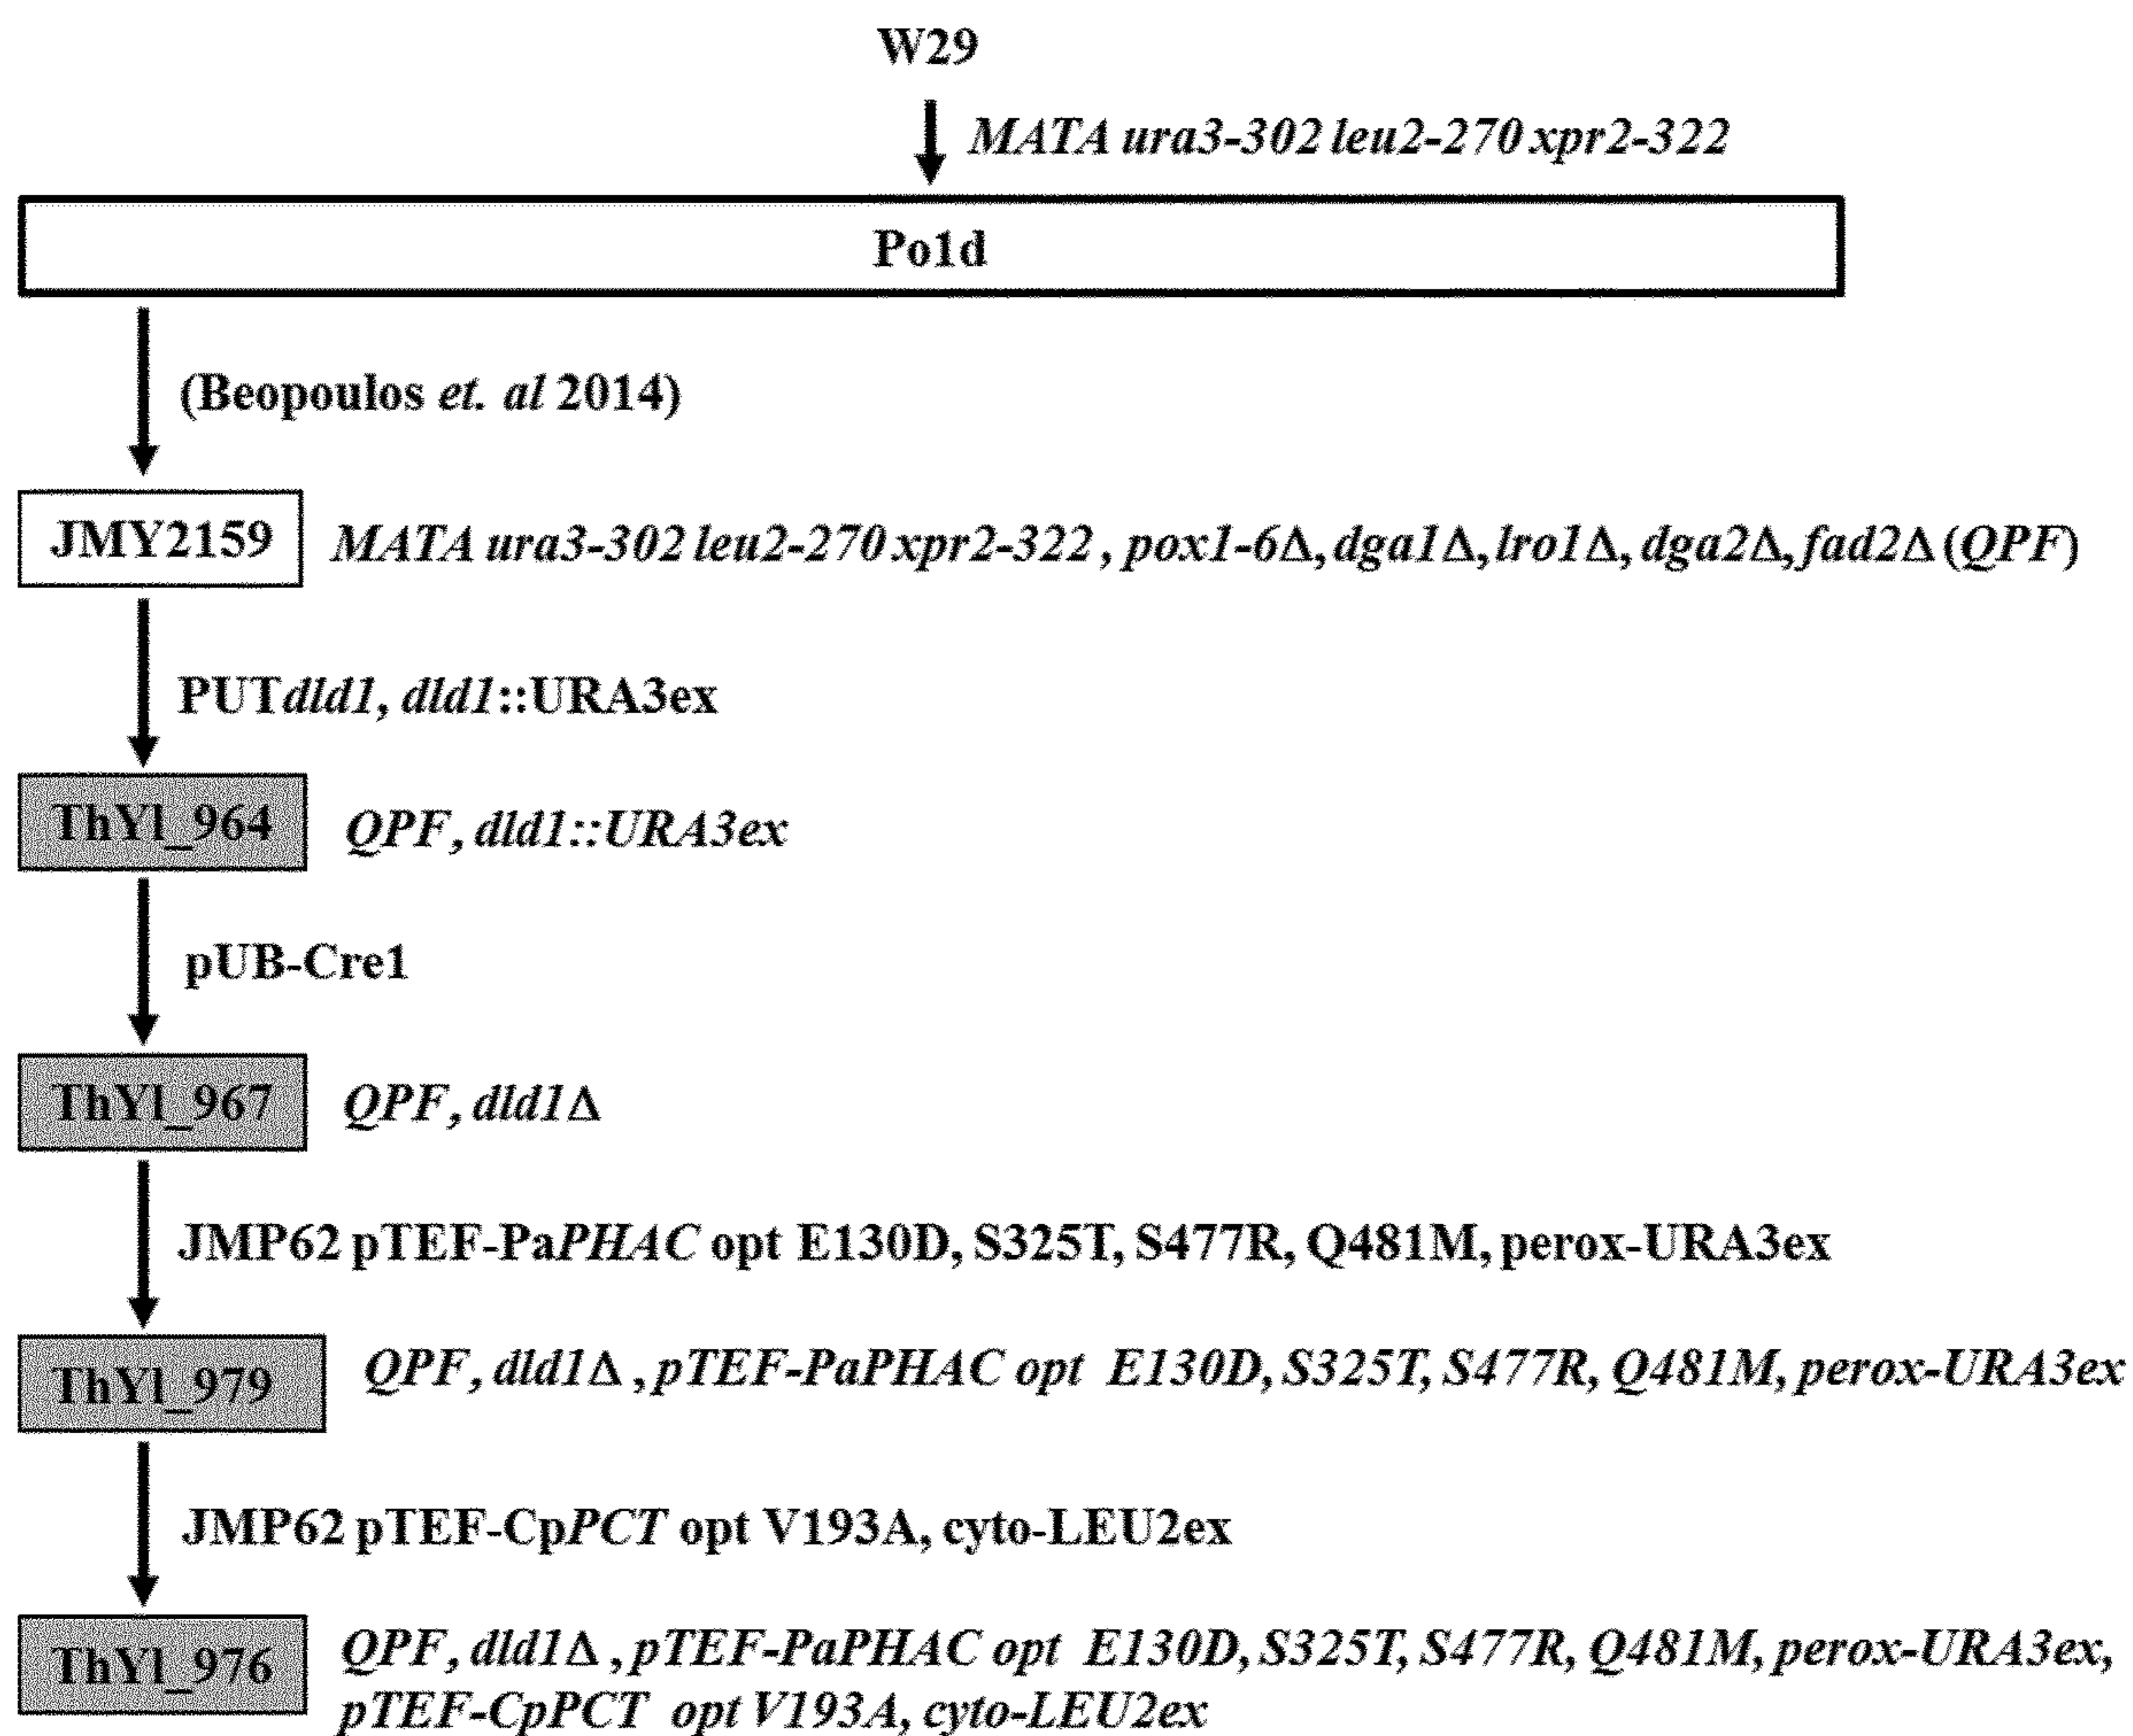 W29
MATA ura3-302 leu2-270 xpr2-322
Po1d
(Beopoulos et. al 2014)
JMY2159 MATA ura3-302 leu2-270 xpr2-322 , pox1-6Δ, dga1Δ, lro1Δ, dga2Δ, fad2Δ (QPF)
PUTdld1, dld1::URA3ex
ThYl_964 QPF, dld1::URA3ex
pUB-Cre1
ThYl_967 QPF, dld1Δ
JMP62 pTEF-PaPHAC opt E130D, S325T, S477R, Q481M, perox-URA3ex
ThYl_979 QPF, dld1Δ , pTEF-PaPHAC opt E130D, S325T, S477R, Q481M, perox-URA3ex
JMP62 pTEF-CpPCT opt V193A, cyto-LEU2ex
ThYl_976 QPF, dld1Δ , pTEF-PaPHAC opt E130D, S325T, S477R, Q481M, perox-URA3ex,
pTEF-CpPCT opt V193A, cyto-LEU2ex